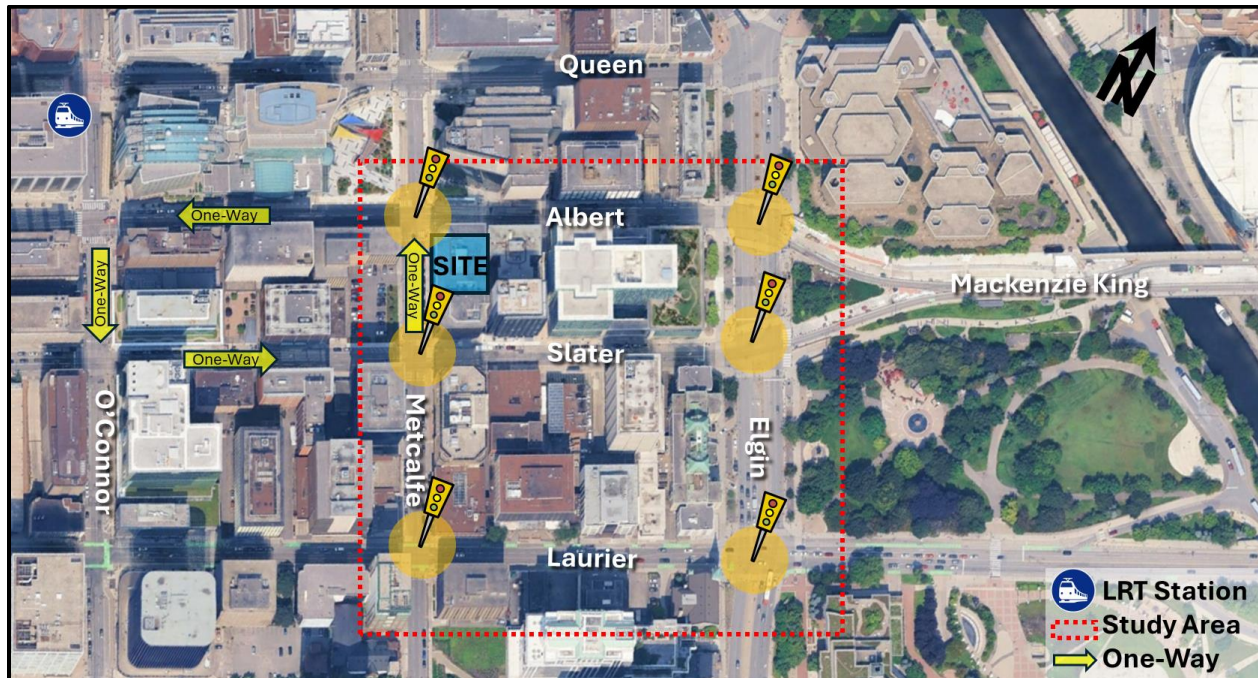 Queen
N
One-Way
Albert
One-Way
One-Way
SITE
Mackenzie King
One-Way
Slater
O'Connor
Metcalfe
Elgin
Laurier
LRT Station
Study Area
One-Way